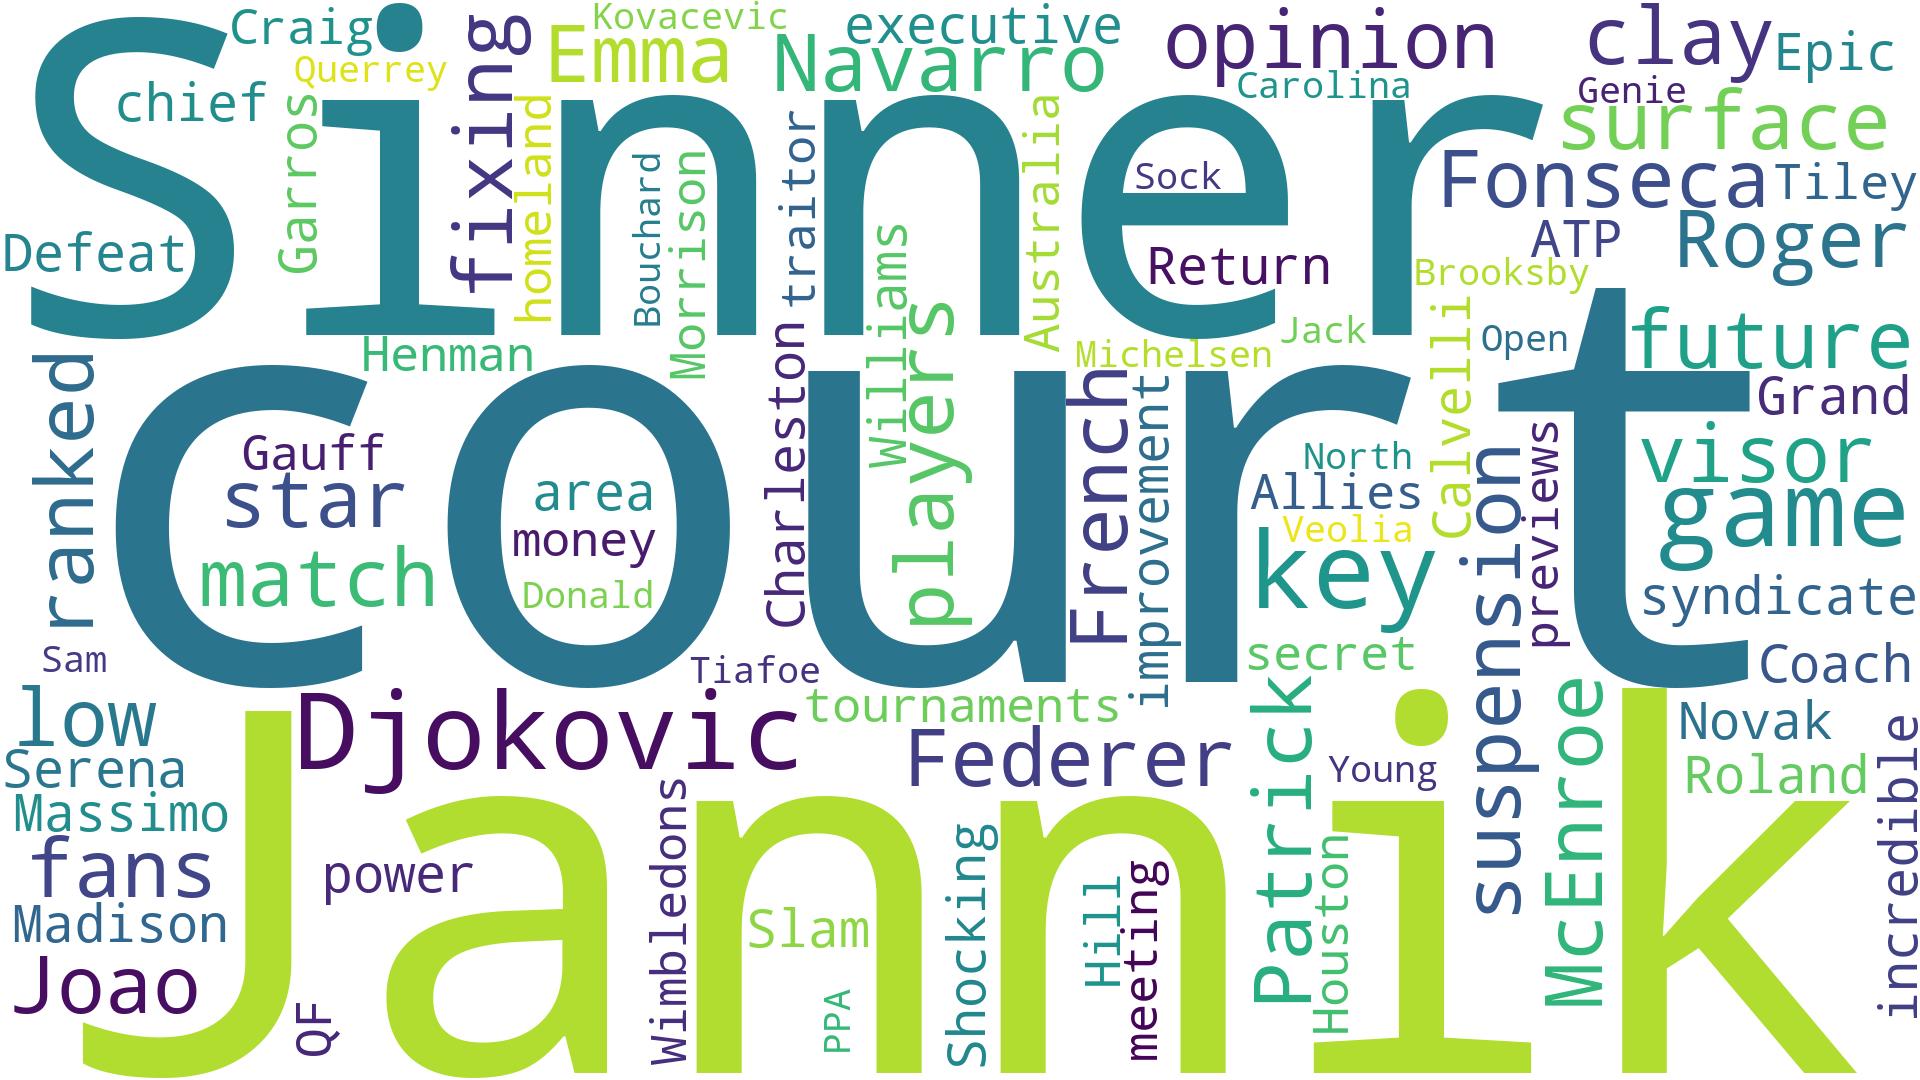 Sinner
court
Jannik
Craig
Kovacevic
executive
opinion
clay
Epic
Querrey
fixing
Emma
Navarro
Carolina
Genie
surface
chief
Garros
homeland
Bouchard
Morrison
traitor
Williams
Australia
Sock
Fonseca
Tiley
Defeat
Return
ATP
Roger
Brooksby
Henman
Charleston
players
Michelsen
Jack
Calvelli
Open
future
ranked
French
improvement
Grand
Gauff
star
area
money
North
Allies
Veolia
previews
visor
game
match
Donald
key
suspension
syndicate
Sam
Tiafoe
secret
Coach
low
Djokovic
tournaments
Federer
Patrick
Young
McEnroe
Novak
Serena
Roland
Massimo
incredible
fans
power
Wimbledons
Slam
Shocking
Hill
meeting
Houston
Madison
Joao
QF
PPA